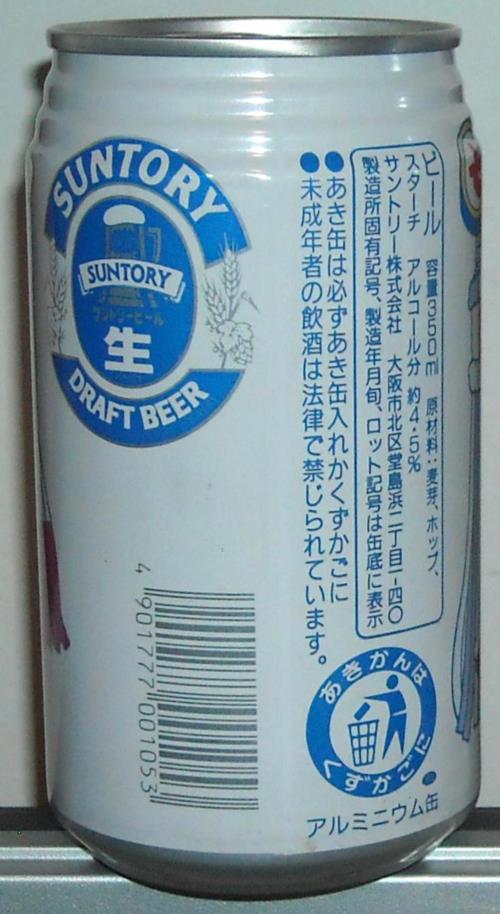 SUNTORY
SUNTORY
サントリービール
生
DRAFT BEER
ビール 容量350ml 原材料:麦芽、ホップ、
スターチ アルコール分 約4・5%
サントリー株式会社 大阪市北区堂島浜二丁目一-四〇
製造所固有記号、製造年月旬、ロット記号は缶底に表示
●あき缶は必ずあき缶入れかくずかごに
●未成年者の飲酒は法律で禁じられています。
あきかんは
くずかごに
アルミニウム缶
4 901777 001053